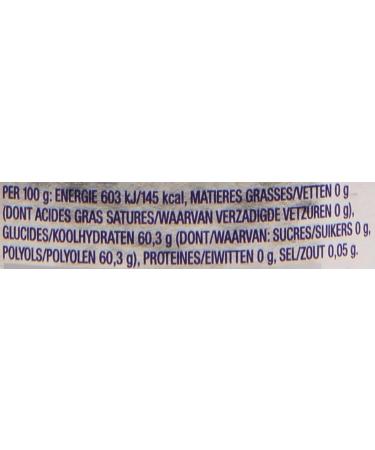 PER 100 g: ENERGIE 603 kJ/145 kcal, MATIERES GRASSES/VETTEN 0 g
(DONT ACIDES GRAS SATURES/WAARVAN VERZADIGDE VETZUREN 0 g),
GLUCIDES/KOOLHYDRATEN 60,3 g (DONT/WAARVAN: SUCRES/SUIKERS 0 g,
POLYOLS/POLYOLEN 60,3 g), PROTEINES/EIWITTEN 0 g, SEL/ZOUT 0,05 g.